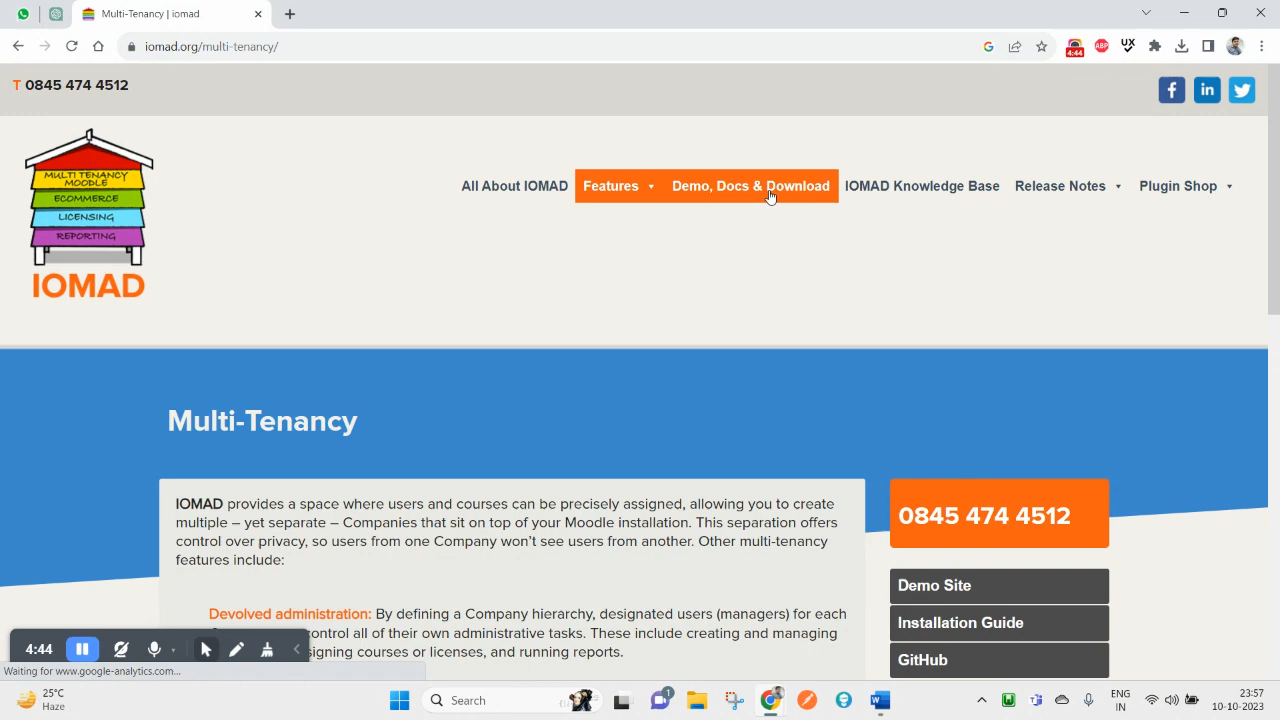 Multi-Tenancy | iomad
iomad.org/multi-tenancy/
4:44
ABP
UX
T 0845 474 4512
MULTI TENANCY
MOODLE
ECOMMERCE
LICENSING
REPORTING
IOMAD
All About IOMAD
Features
Demo, Docs & Download
IOMAD Knowledge Base
Release Notes
Plugin Shop
Multi-Tenancy
IOMAD provides a space where users and courses can be precisely assigned, allowing you to create
multiple – yet separate – Companies that sit on top of your Moodle installation. This separation offers
control over privacy, so users from one Company won't see users from another. Other multi-tenancy
features include:
Devolved administration: By defining a Company hierarchy, designated users (managers) for each
control all of their own administrative tasks. These include creating and managing
signing courses or licenses, and running reports.
0845 474 4512
Demo Site
Installation Guide
GitHub
4:44
Waiting for www.google-analytics.com...
25°C
Haze
Search
1
ENG
IN
23:57
10-10-2023